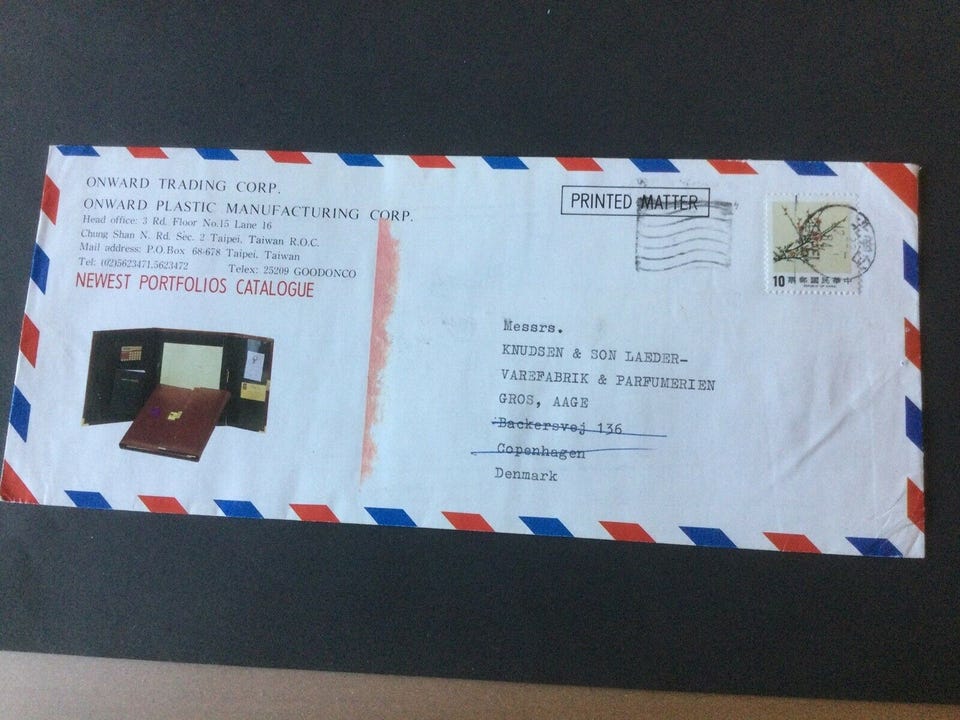 ONWARD TRADING CORP.
ONWARD PLASTIC MANUFACTURING CORP.
Head office: 3 Rd. Floor No.15 Lane 16
Chung Shan N. Rd. Sec. 2 Taipei, Taiwan R.O.C.
Mail address: P.O.Box 68-678 Taipei, Taiwan
Tel: (02)5623471,5623472 Telex: 25209 GOODONCO
NEWEST PORTFOLIOS CATALOGUE
PRINTED MATTER
10 票郵國民華中
REPUBLIC OF CHINA
Messrs.
KNUDSEN & SON LAEDER-
VAREFABRIK & PARFUMERIEN
GROS, AAGE
Backersvej 136
Copenhagen
Denmark